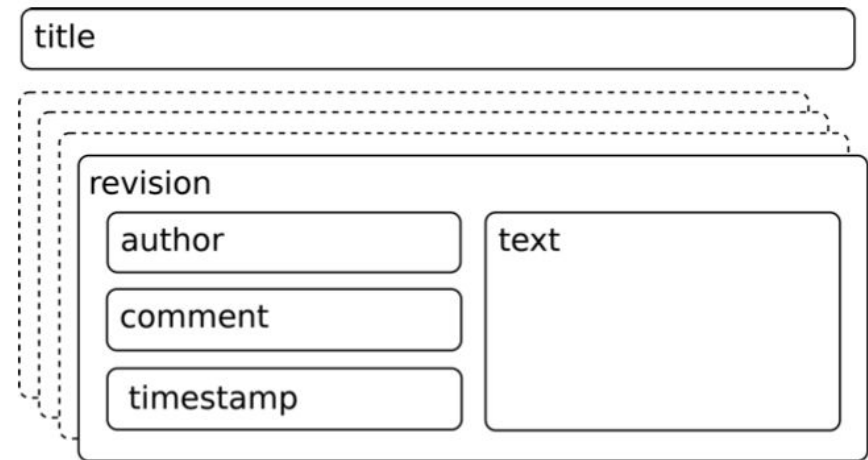 title
revision
author
text
comment
timestamp